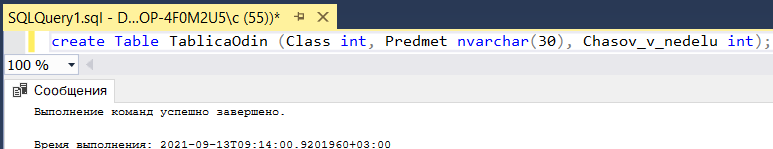 SQLQuery1.sql - D...OP-4F0M2U5\c (55))*
create Table TablicaOdin (Class int, Predmet nvarchar(30), Chasov_v_nedelu int);
100 %
Сообщения
Выполнение команд успешно завершено.
Время выполнения: 2021-09-13T09:14:00.9201960+03:00